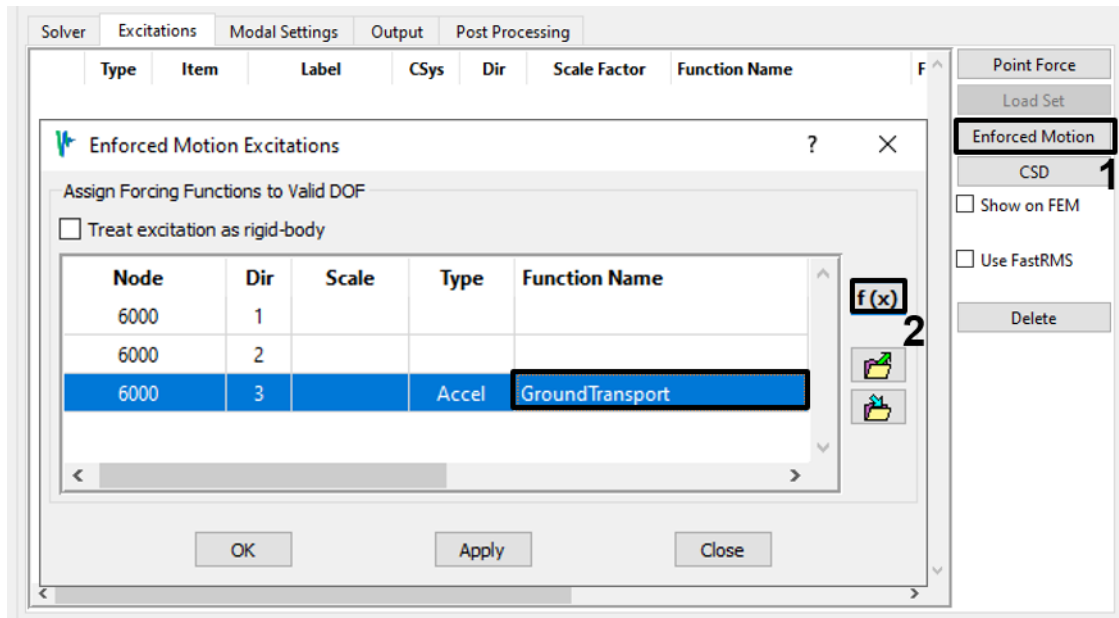 Solver Excitations Modal Settings Output Post Processing
Type Item Label CSys Dir Scale Factor Function Name F
Point Force
Load Set
Enforced Motion
1
CSD
Show on FEM
Use FastRMS
Delete
Enforced Motion Excitations ?
Assign Forcing Functions to Valid DOF
Treat excitation as rigid-body
Node Dir Scale Type Function Name
6000 1
6000 2
6000 3 Accel GroundTransport
f (x)
2
OK Apply Close